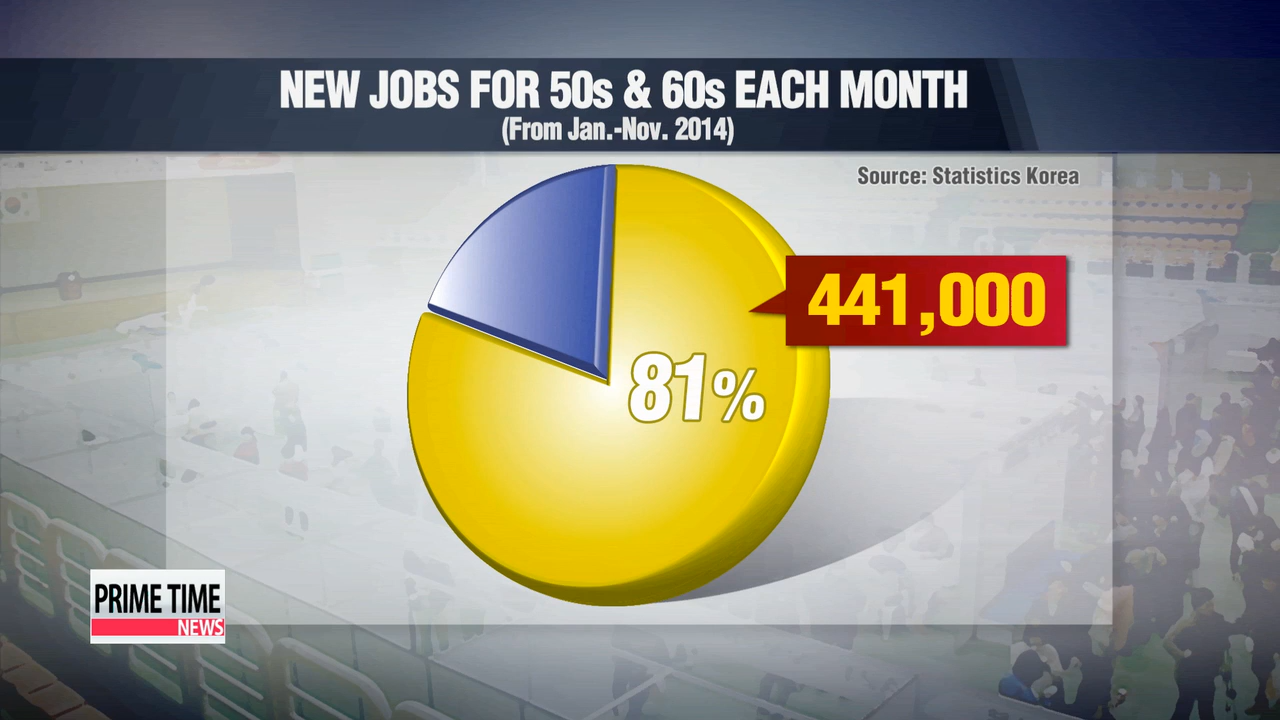 NEW JOBS FOR 50s & 60s EACH MONTH
(From Jan.-Nov. 2014)
Source: Statistics Korea
441,000
81%
PRIME TIME
NEWS